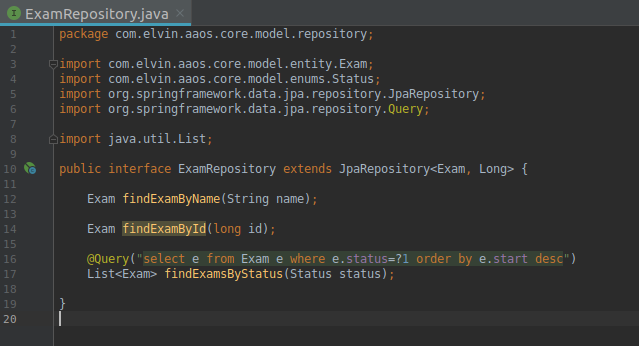 ExamRepository.java
1 package com.elvin.aaos.core.model.repository;
2
3 import com.elvin.aaos.core.model.entity.Exam;
4 import com.elvin.aaos.core.model.enums.Status;
5 import org.springframework.data.jpa.repository.JpaRepository;
6 import org.springframework.data.jpa.repository.Query;
7
8 import java.util.List;
9
10 public interface ExamRepository extends JpaRepository<Exam, Long> {
11
12 Exam findExamByName(String name);
13
14 Exam findExamById(long id);
15
16 @Query("select e from Exam e where e.status=?1 order by e.start desc")
17 List<Exam> findExamsByStatus(Status status);
18
19 }
20